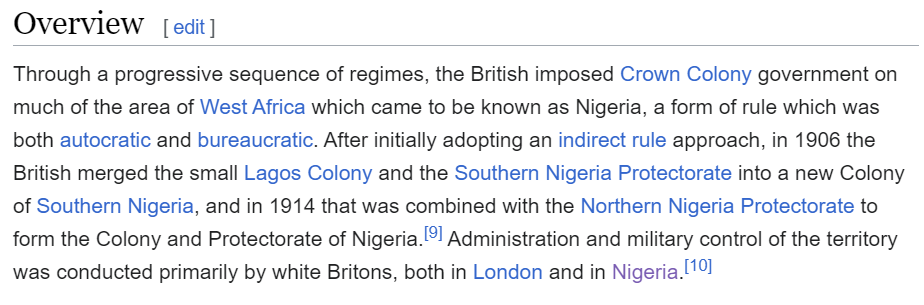 Overview [ edit ]
Through a progressive sequence of regimes, the British imposed Crown Colony government on
much of the area of West Africa which came to be known as Nigeria, a form of rule which was
both autocratic and bureaucratic. After initially adopting an indirect rule approach, in 1906 the
British merged the small Lagos Colony and the Southern Nigeria Protectorate into a new Colony
of Southern Nigeria, and in 1914 that was combined with the Northern Nigeria Protectorate to
form the Colony and Protectorate of Nigeria.[9] Administration and military control of the territory
was conducted primarily by white Britons, both in London and in Nigeria.[10]